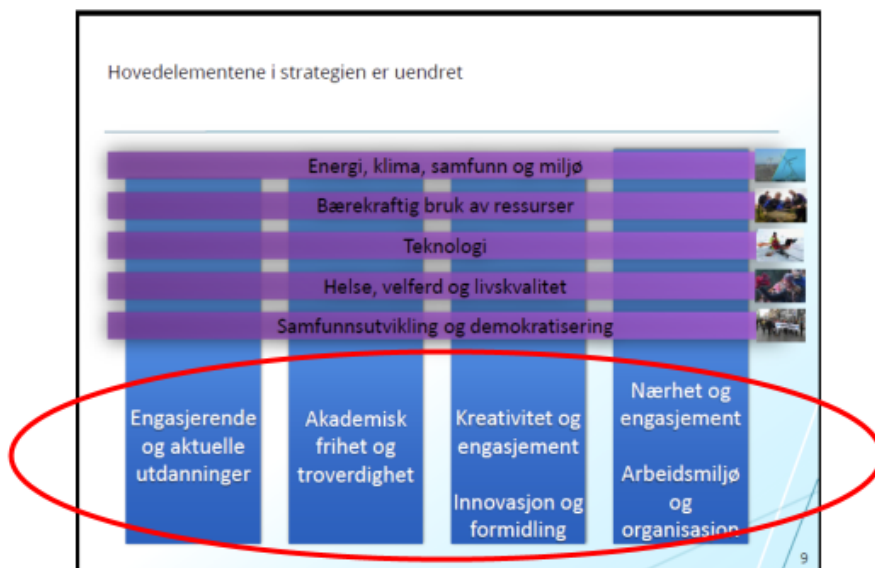 Hovedelementene i strategien er uendret
Energi, klima, samfunn og miljø
Bærekraftig bruk av ressurser
Teknologi
Helse, velferd og livskvalitet
Samfunnsutvikling og demokratisering
Engasjerende
og aktuelle
utdanninger
Akademisk
frihet og
troverdighet
Kreativitet og
engasjement
Innovasjon og
formidling
Nærhet og
engasjement
Arbeidsmiljø
og
organisasjon
9